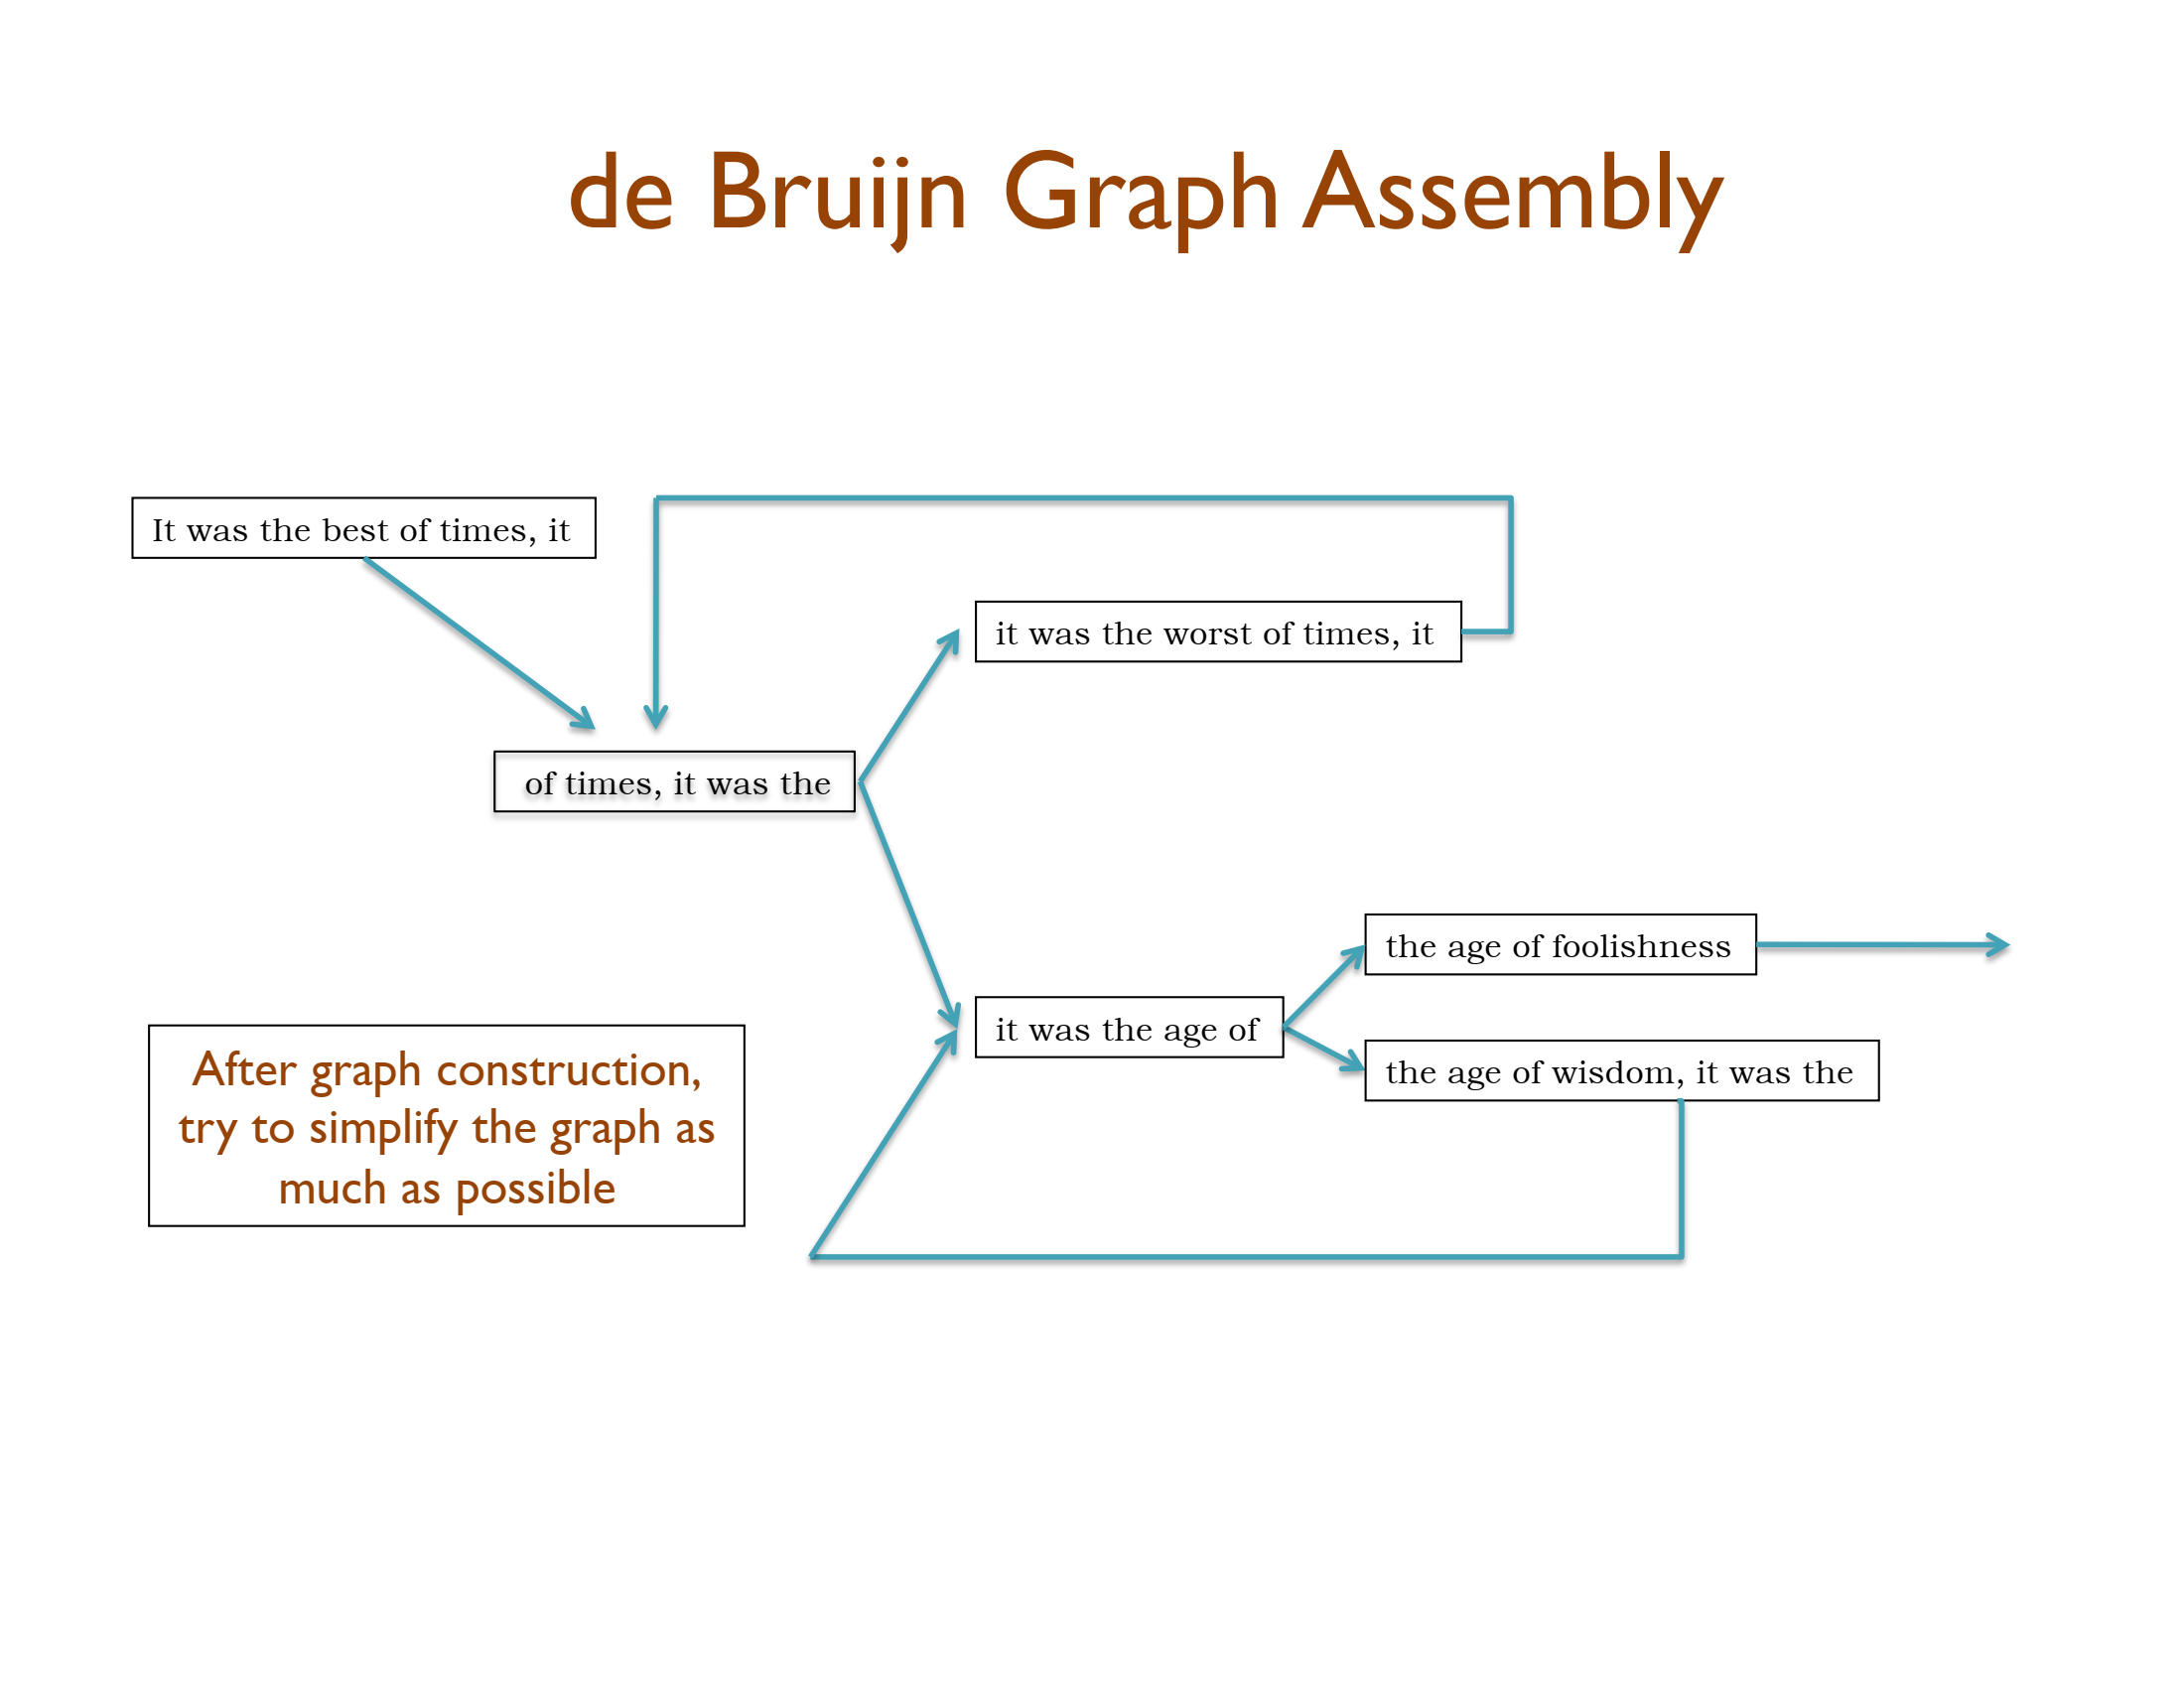 de Bruijn Graph Assembly
It was the best of times, it
it was the worst of times, it
of times, it was the
the age of foolishness
it was the age of
the age of wisdom, it was the
After graph construction,
try to simplify the graph as
much as possible